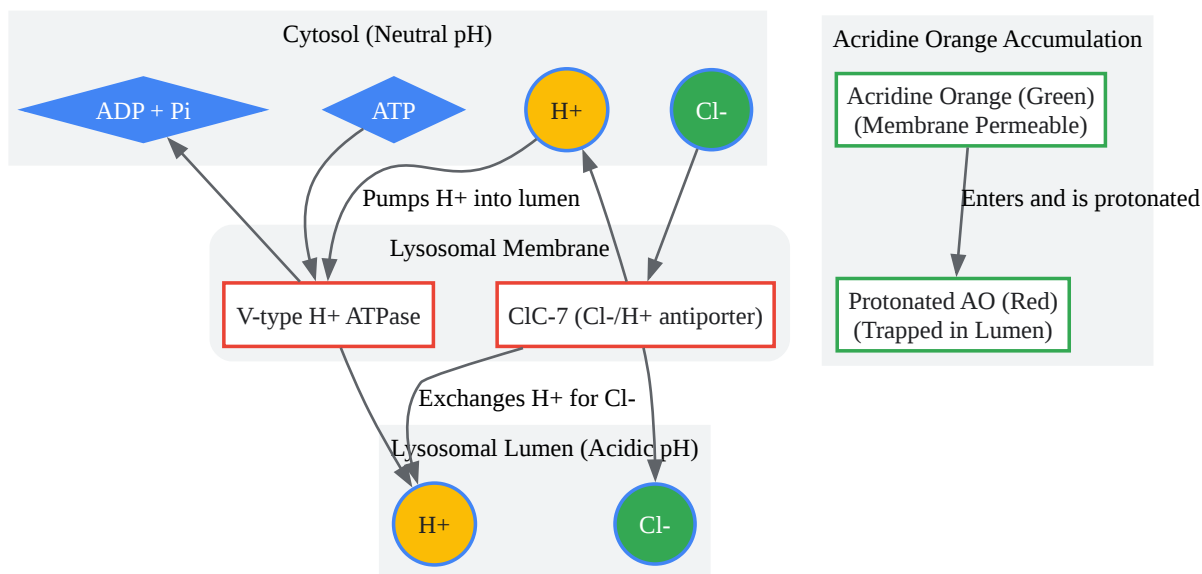 Cytosol (Neutral pH)
ADP + Pi
ATP
H+
Cl-
Pumps H+ into lumen
Lysosomal Membrane
V-type H+ ATPase
ClC-7 (Cl-/H+ antiporter)
Exchanges H+ for Cl-
Lysosomal Lumen (Acidic pH)
H+
Cl-
Acridine Orange Accumulation
Acridine Orange (Green)
(Membrane Permeable)
Enters and is protonated
Protonated AO (Red)
(Trapped in Lumen)